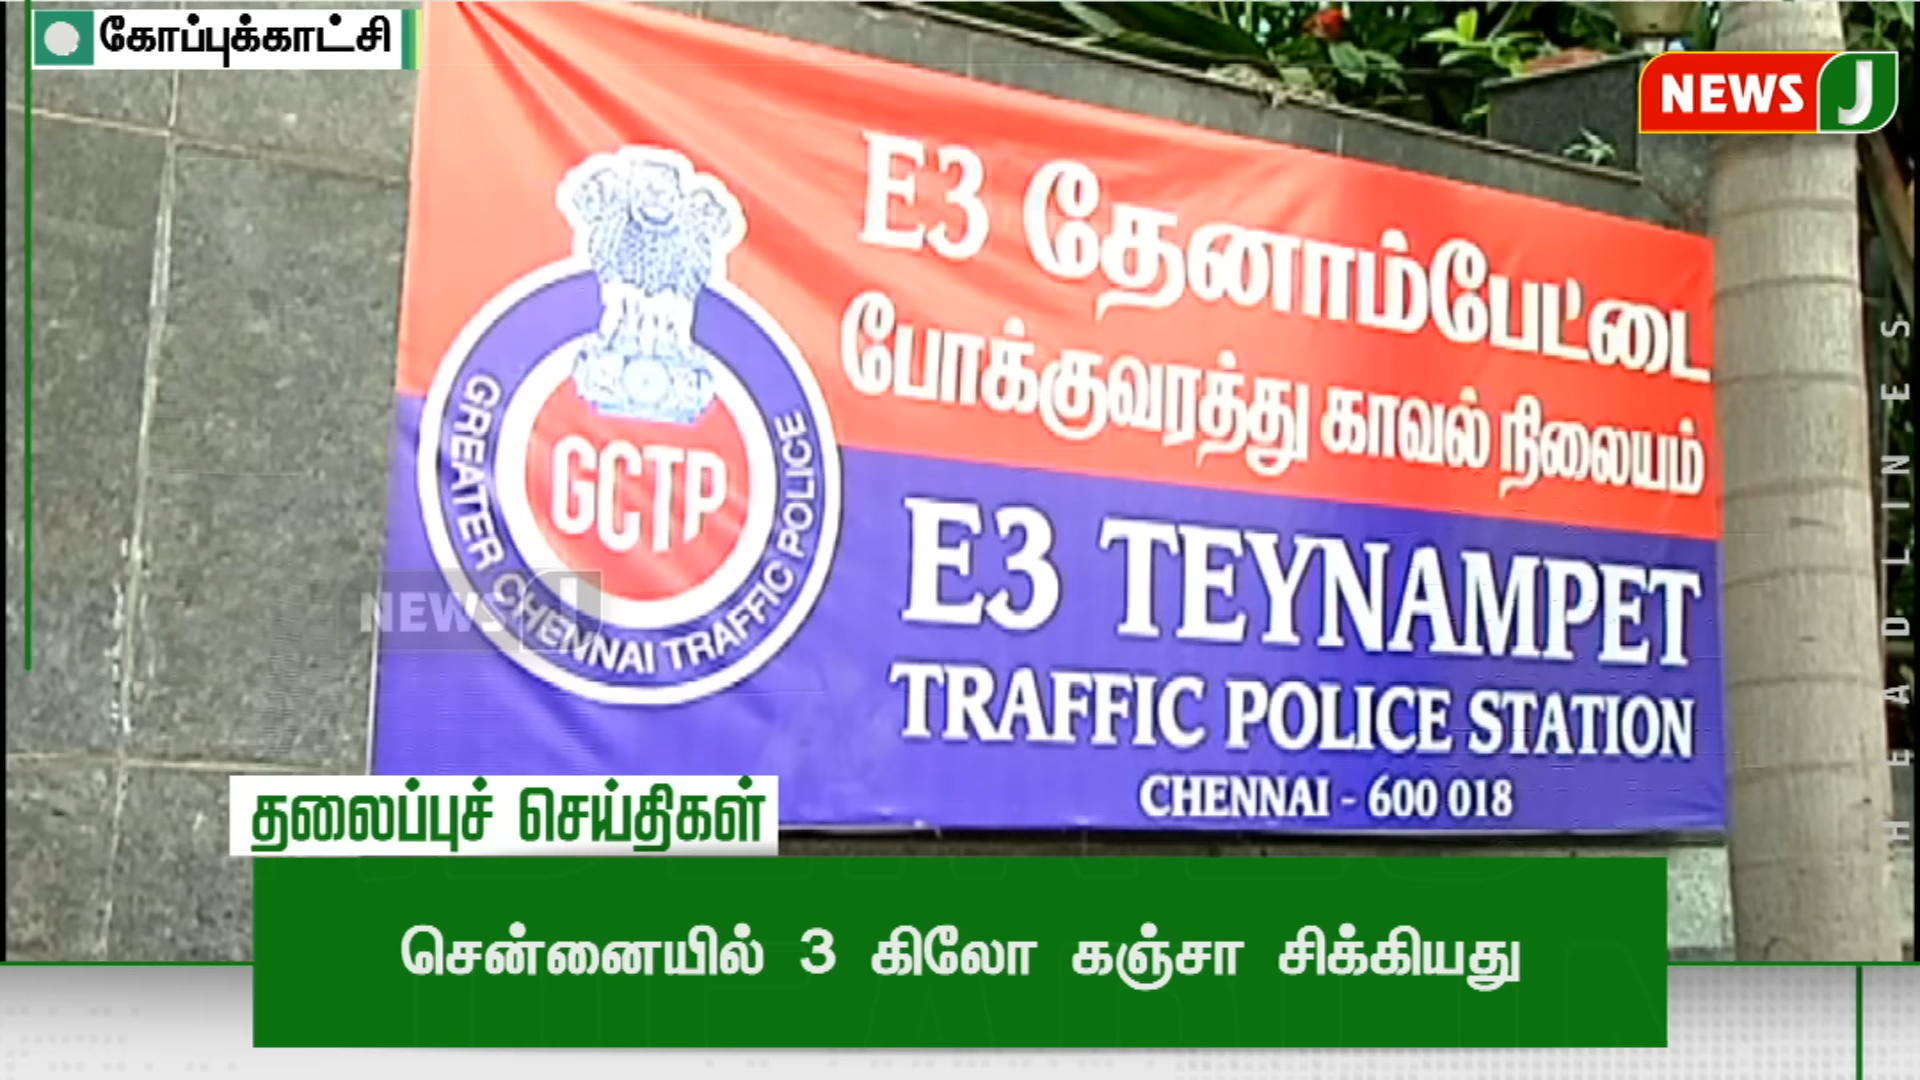 கோப்புக்காட்சி
NEWS J
E3 தேனாம்பேட்டை
போக்குவரத்து காவல் நிலையம்
GCTP
GREATER CHENNAI TRAFFIC POLICE
E3 TEYNAMPET
TRAFFIC POLICE STATION
CHENNAI - 600 018
NEWS J
HEADLINES
தலைப்புச் செய்திகள்
சென்னையில் 3 கிலோ கஞ்சா சிக்கியது